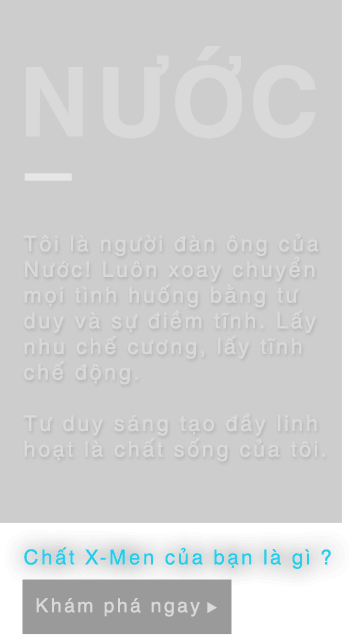 NƯỚC
Tôi là người đàn ông của
Nước! Luôn xoay chuyển
mọi tình huống bằng tư
duy và sự điềm tĩnh. Lấy
nhu chế cương, lấy tĩnh
chế động.
Tư duy sáng tạo đầy linh
hoạt là chất sống của tôi.
Chất X-Men của bạn là gì ?
Khám phá ngay ▸